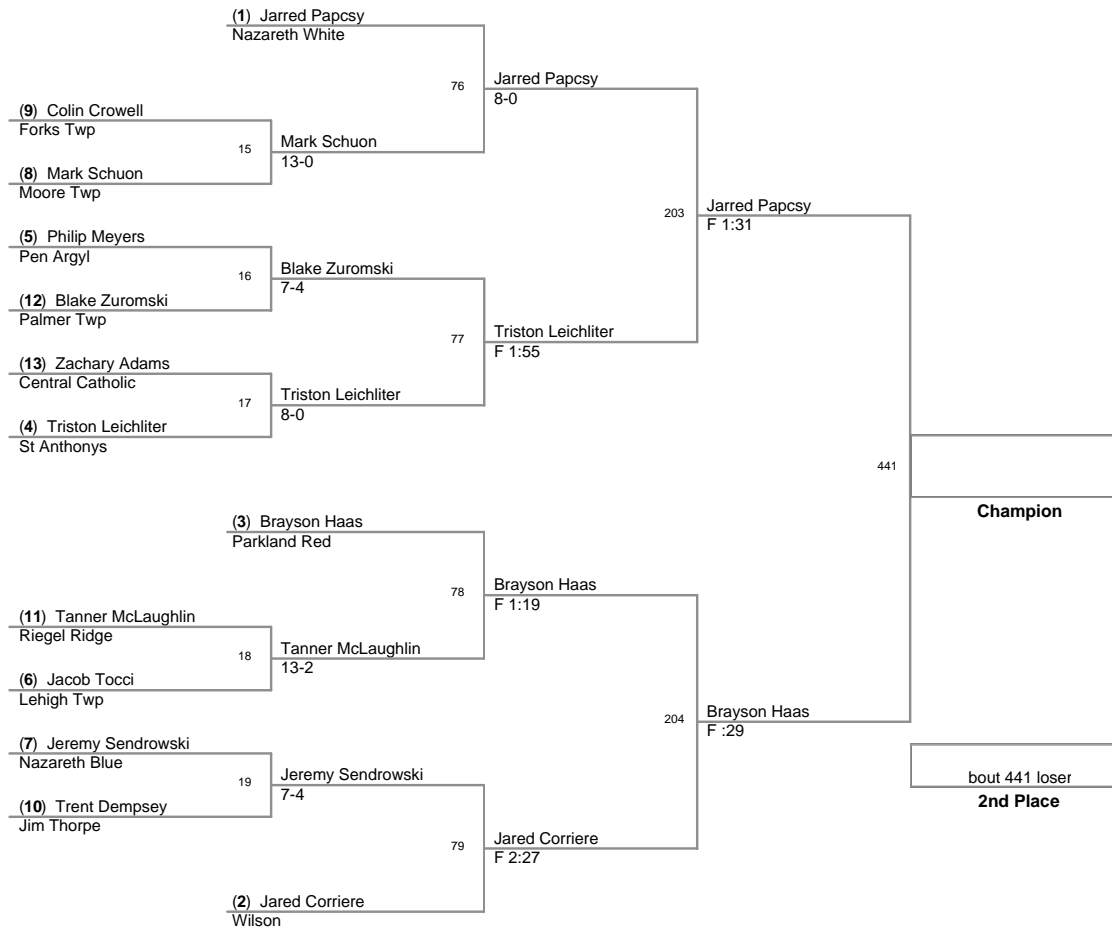 (1) Jarred Papcsy
Nazareth White
76
Jarred Papcsy
8-0
(9) Colin Crowell
Forks Twp
15
Mark Schuon
13-0
(8) Mark Schuon
Moore Twp
203
Jarred Papcsy
F 1:31
(5) Philip Meyers
Pen Argyl
16
Blake Zuromski
7-4
(12) Blake Zuromski
Palmer Twp
77
Triston Leichliter
F 1:55
(13) Zachary Adams
Central Catholic
17
Triston Leichliter
8-0
(4) Triston Leichliter
St Anthonys
441
Champion
(3) Brayson Haas
Parkland Red
78
Brayson Haas
F 1:19
(11) Tanner McLaughlin
Riegel Ridge
18
Tanner McLaughlin
13-2
(6) Jacob Tocci
Lehigh Twp
204
Brayson Haas
F :29
(7) Jeremy Sendrowski
Nazareth Blue
19
Jeremy Sendrowski
7-4
(10) Trent Dempsey
Jim Thorpe
bout 441 loser
2nd Place
79
Jared Corriere
F 2:27
(2) Jared Corriere
Wilson